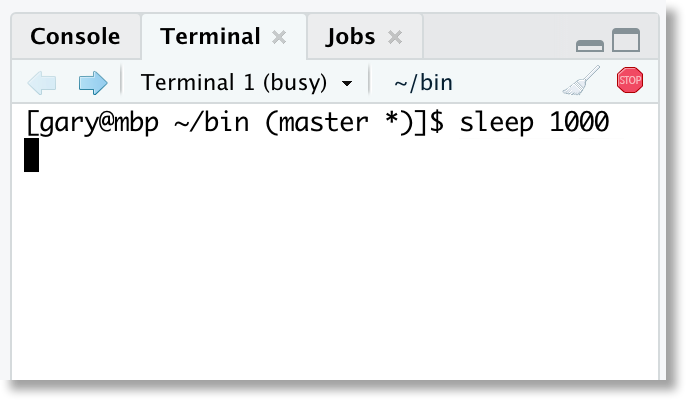 Console Terminal Jobs
Terminal 1 (busy) ~/bin STOP
[gary@mbp ~/bin (master *)]$ sleep 1000